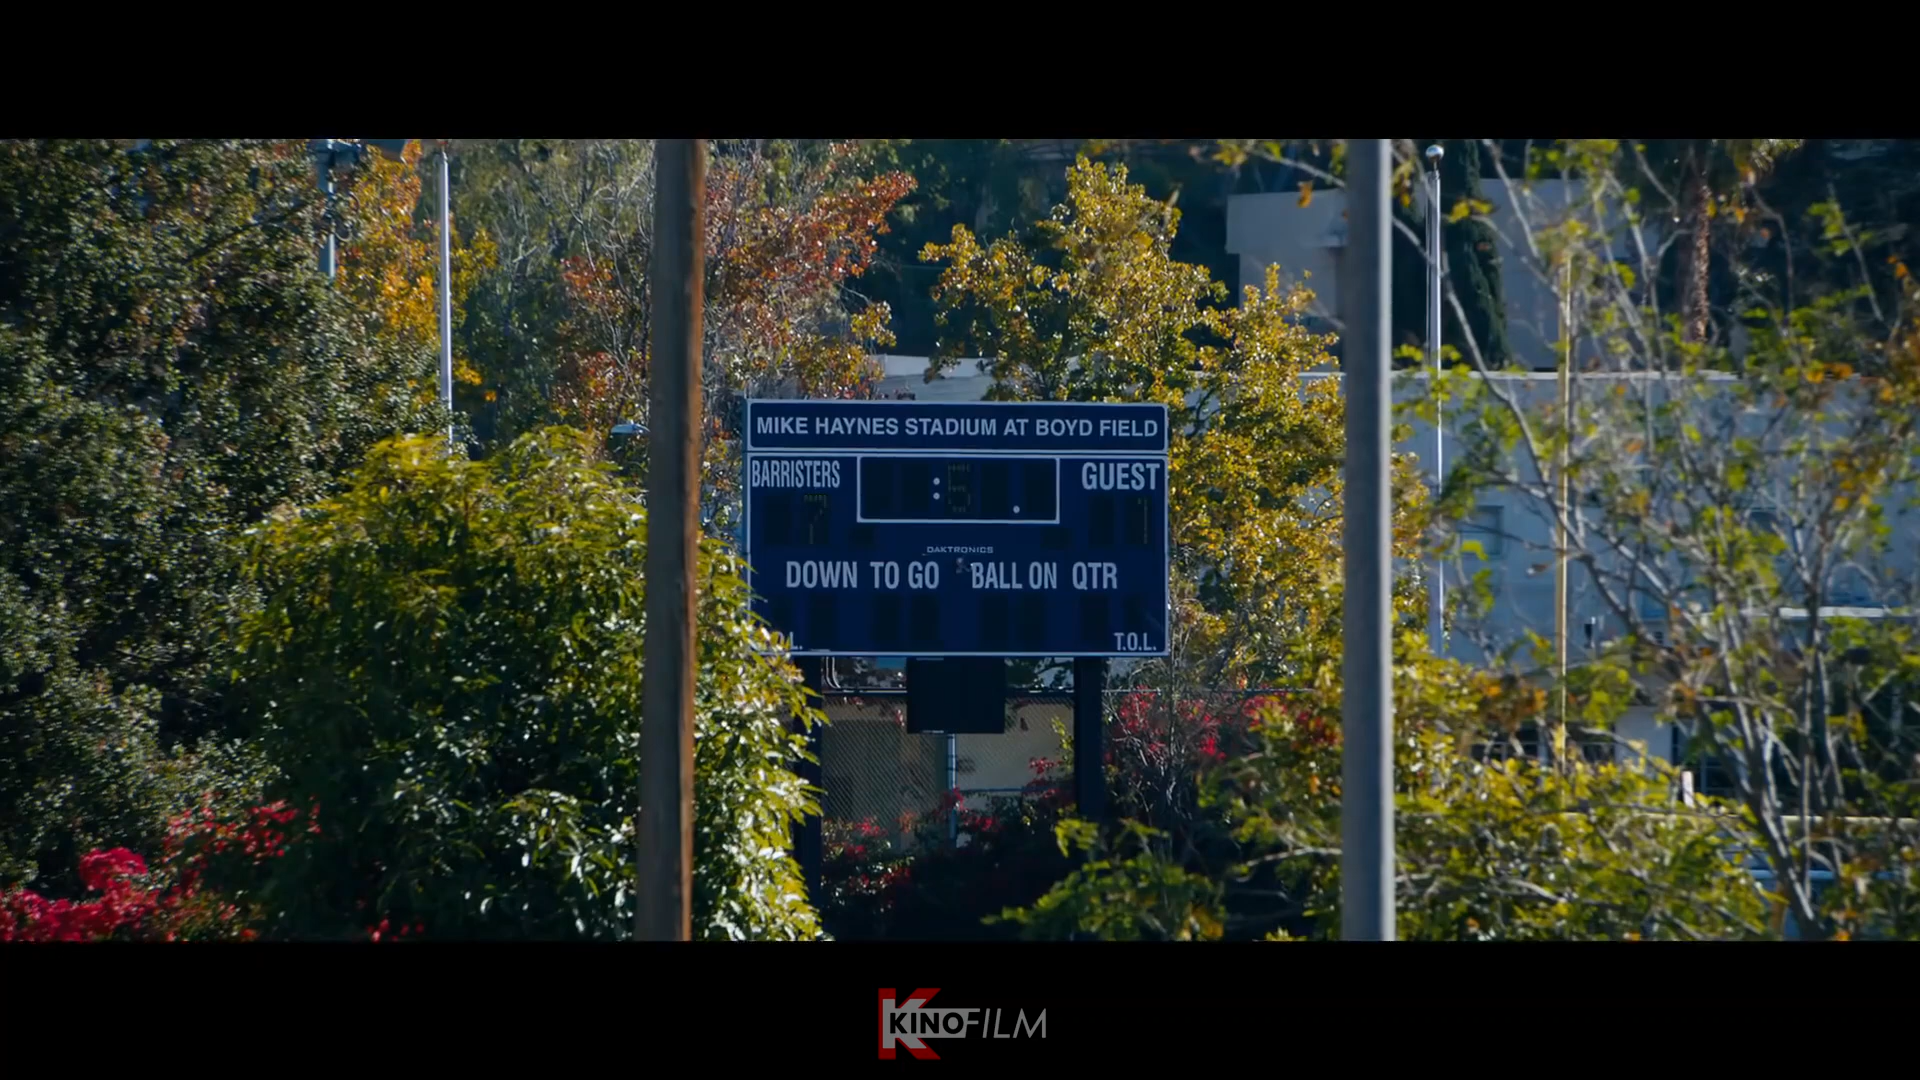 MIKE HAYNES STADIUM AT BOYD FIELD
BARRISTERS
GUEST
DAKTRONICS
DOWN TO GO BALL ON QTR
T.O.L.
KINOFILM